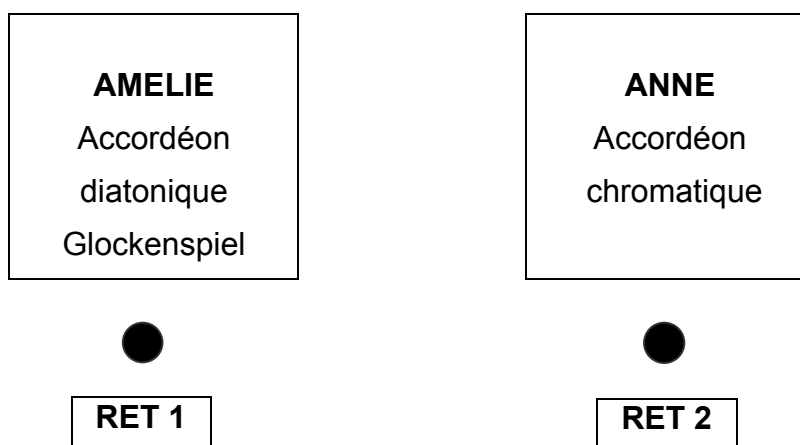 AMELIE
Accordéon
diatonique
Glockenspiel
ANNE
Accordéon
chromatique
RET 1
RET 2